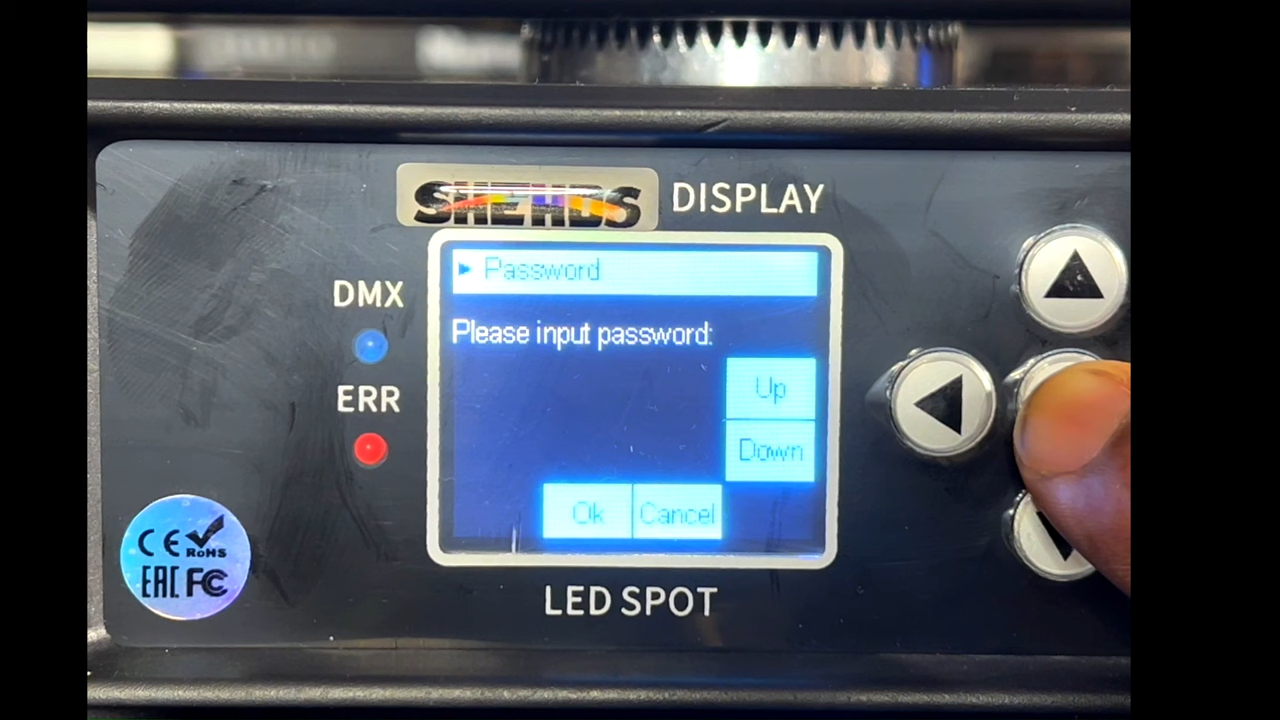 SHEHDS DISPLAY
DMX
ERR
Password
Please input password:
Up
Down
Ok Cancel
CE RoHS
EAC FC
LED SPOT